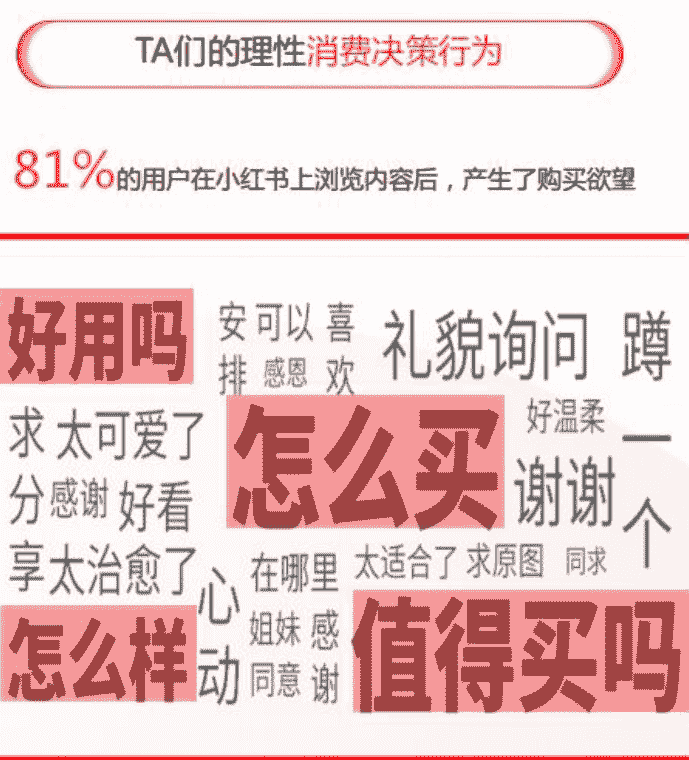 TA们的理性消费决策行为
81%的用户在小红书上浏览内容后，产生了购买欲望
好用吗
安排
可以
感恩
喜欢
礼貌询问
蹲一个
求分享
太可爱了
怎么买
好温柔
感谢
好看
谢谢
太治愈了
心动
在哪里
太适合了
求原图
同求
怎么样
姐妹
同意
感谢
值得买吗